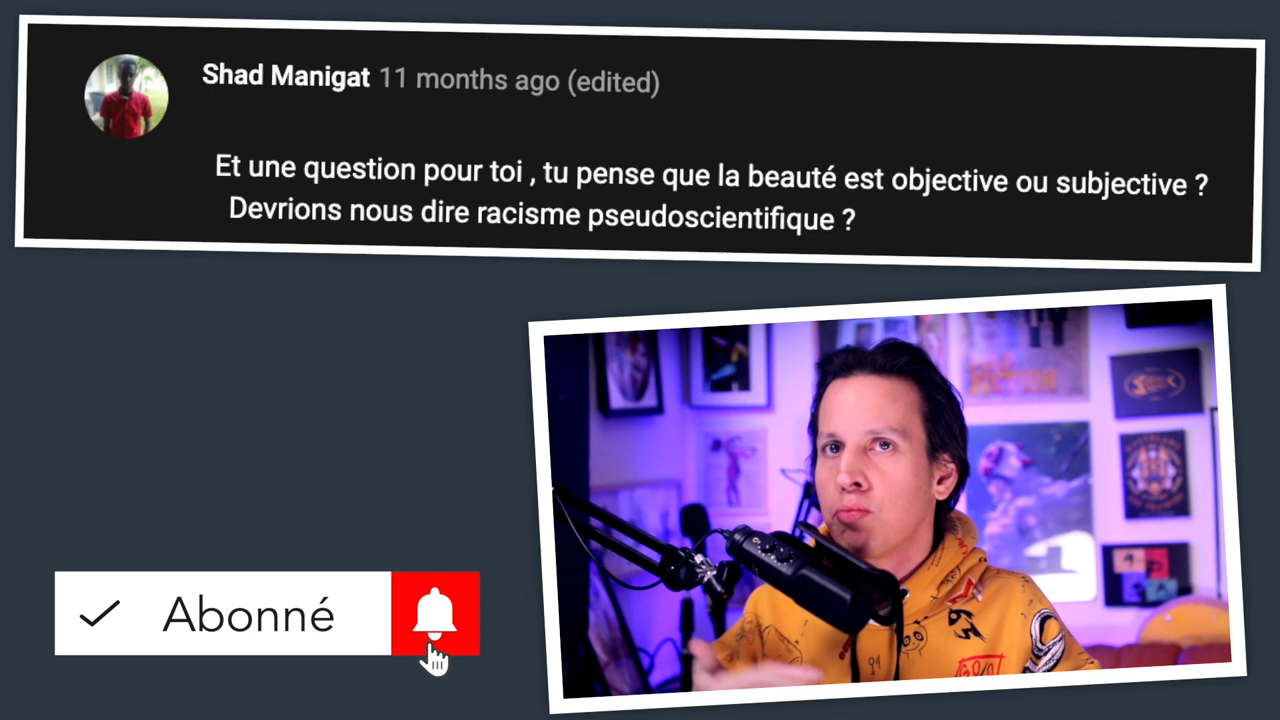 Shad Manigat 11 months ago (edited)
Et une question pour toi , tu pense que la beauté est objective ou subjective ?
Devrions nous dire racisme pseudoscientifique ?
Abonné